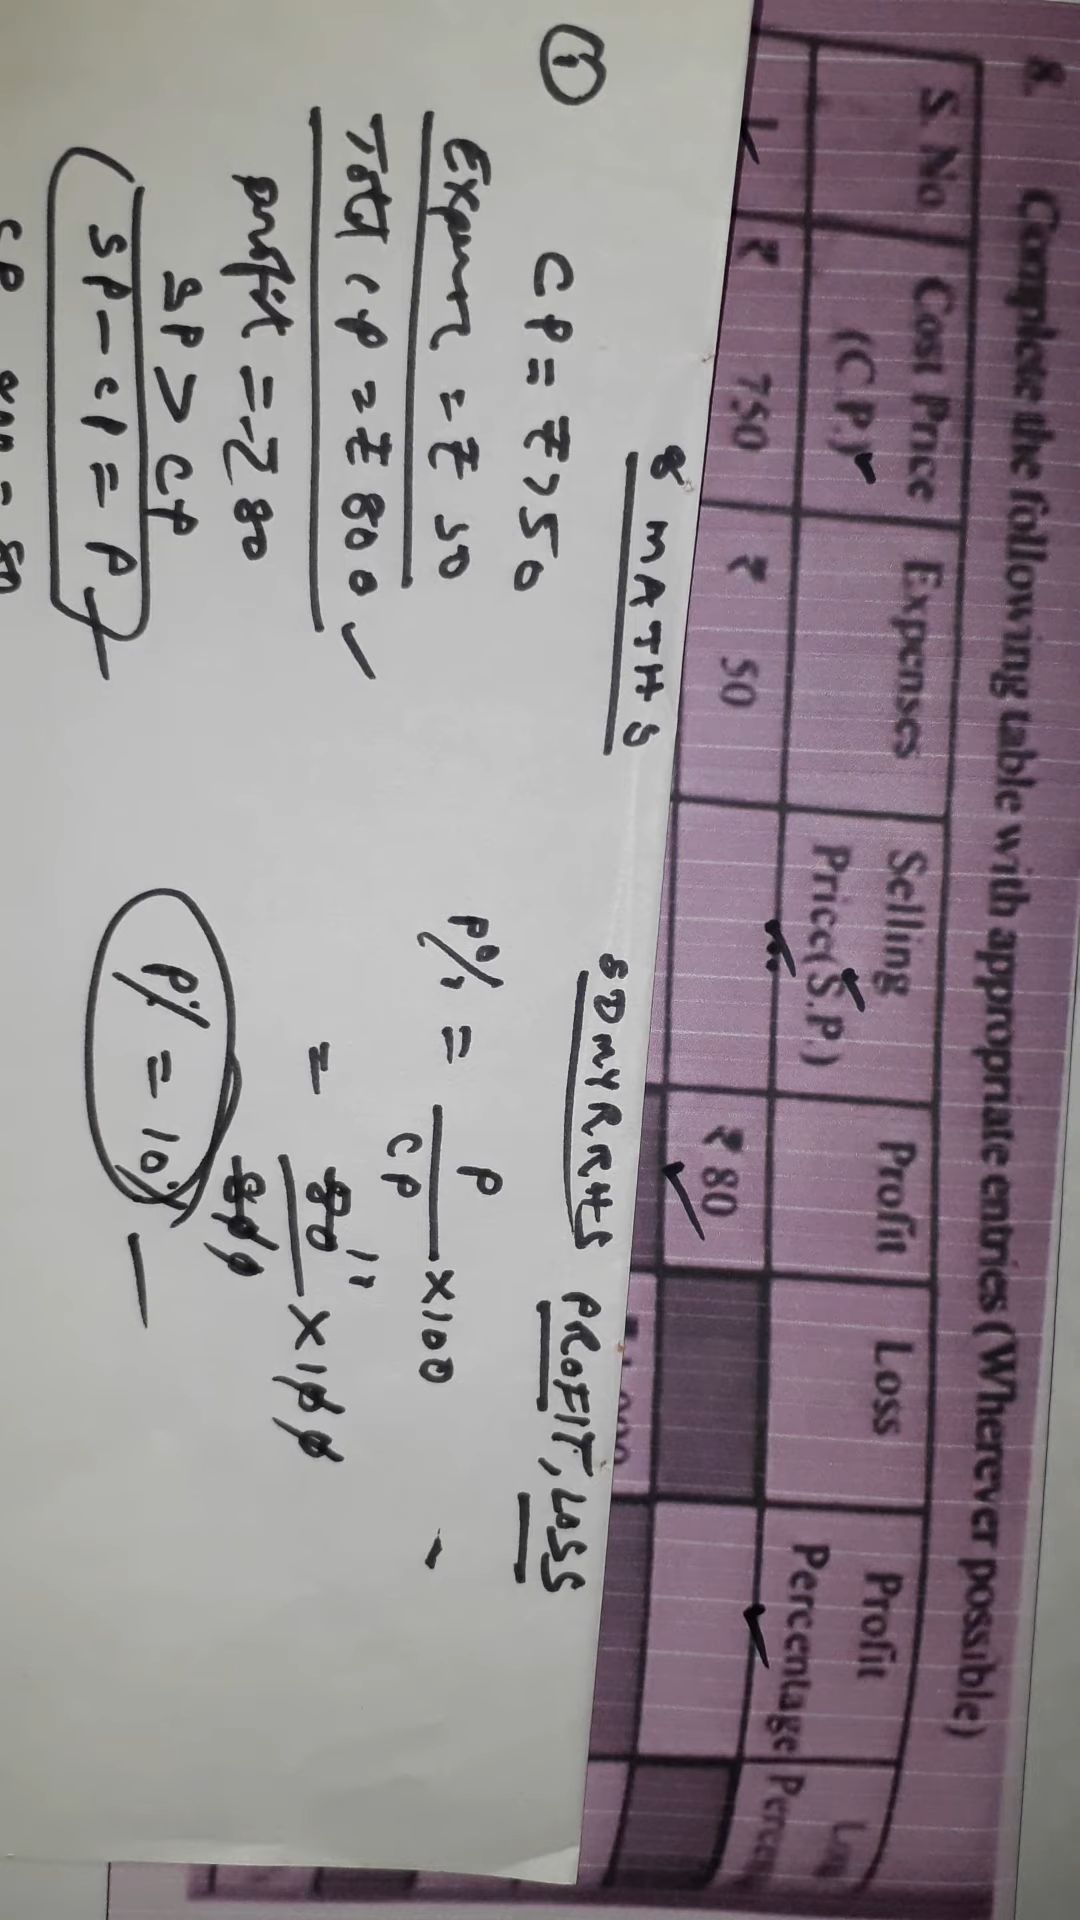 8. Complete the following table with appropriate entries (Wherever possible)
S. No Cost Price (C.P.) Expenses Selling Price(S.P.) Profit Loss Profit Percentage
1 ₹ 750 ₹ 50 ₹ 80
8 MATHS SDMYRRHS PROFIT, LOSS
① CP = ₹750
= ₹ 50
Total CP = ₹ 800
profit = 80
SP > CP
SP - CP = P
P% = P/CP × 100
= 80/800 × 100
P% = 10%